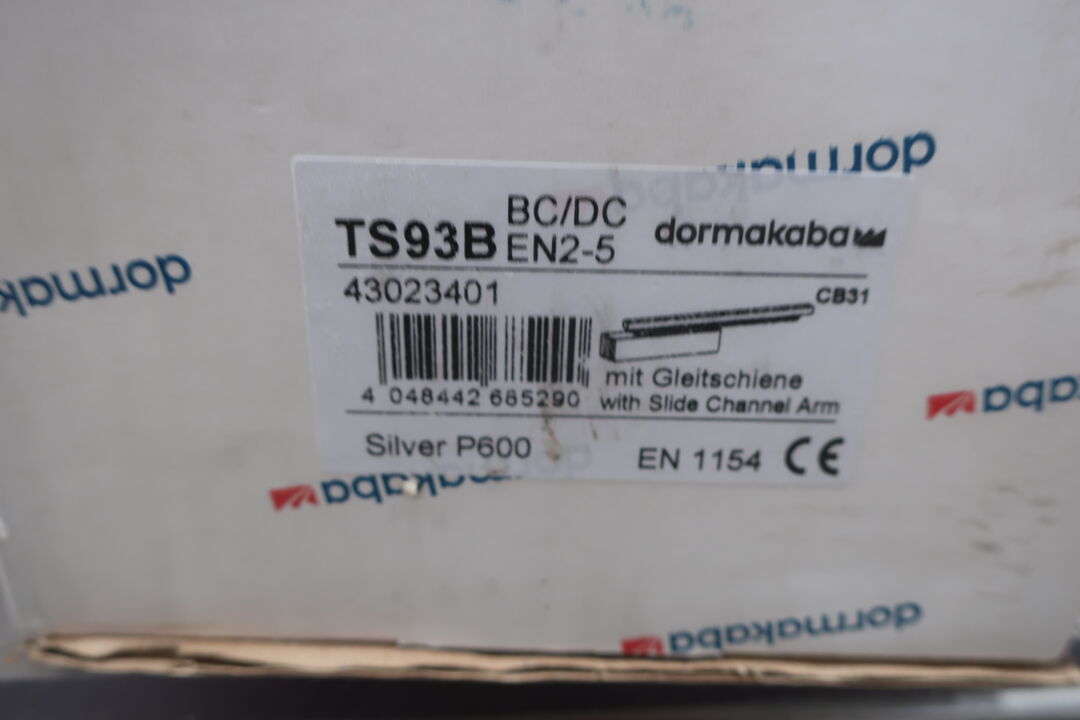 dormakaba
TS93B BC/DC EN2-5 dormakaba
43023401
CB31
4 048442 685290
mit Gleitschiene
with Slide Channel Arm
Silver P600
EN 1154 CE
dormakaba
dormakaba
dormakaba